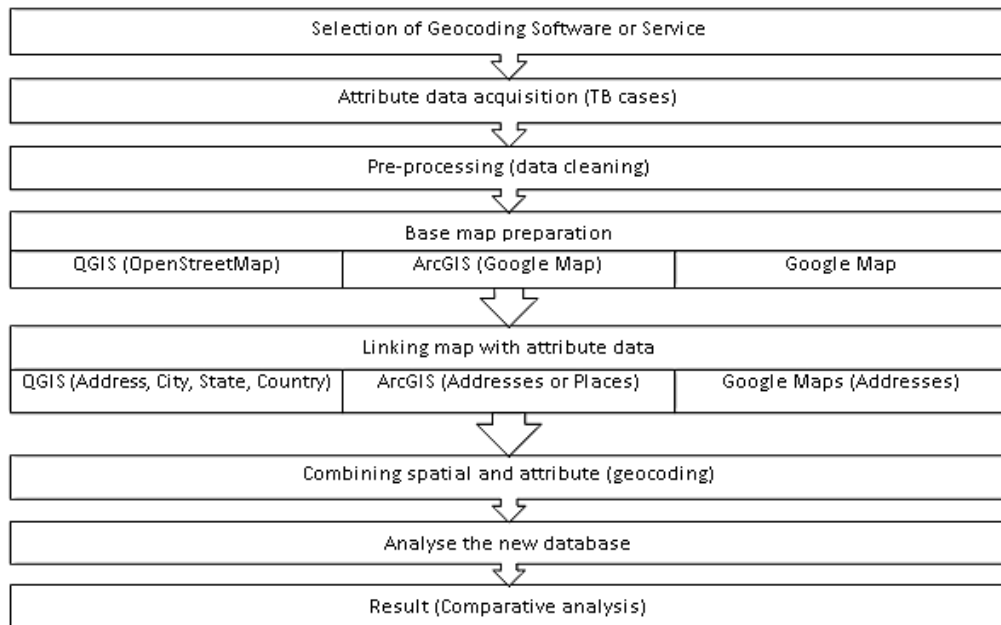 Selection of Geocoding Software or Service
Attribute data acquisition (TB cases)
Pre-processing (data cleaning)
Base map preparation
QGIS (OpenStreetMap)
ArcGIS (Google Map)
Google Map
Linking map with attribute data
QGIS (Address, City, State, Country)
ArcGIS (Addresses or Places)
Google Maps (Addresses)
Combining spatial and attribute (geocoding)
Analyse the new database
Result (Comparative analysis)